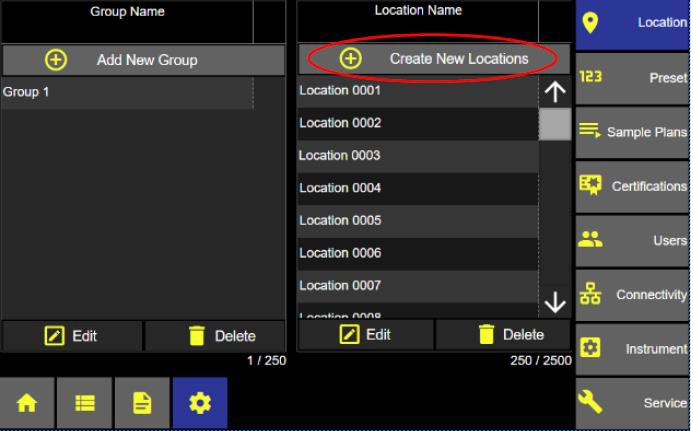 Group Name
Add New Group
Group 1
Edit
Delete
1 / 250
Location Name
Create New Locations
Location 0001
Location 0002
Location 0003
Location 0004
Location 0005
Location 0006
Location 0007
Location 0008
Edit
Delete
250 / 2500
Location
123
Preset
Sample Plans
Certifications
Users
Connectivity
Instrument
Service